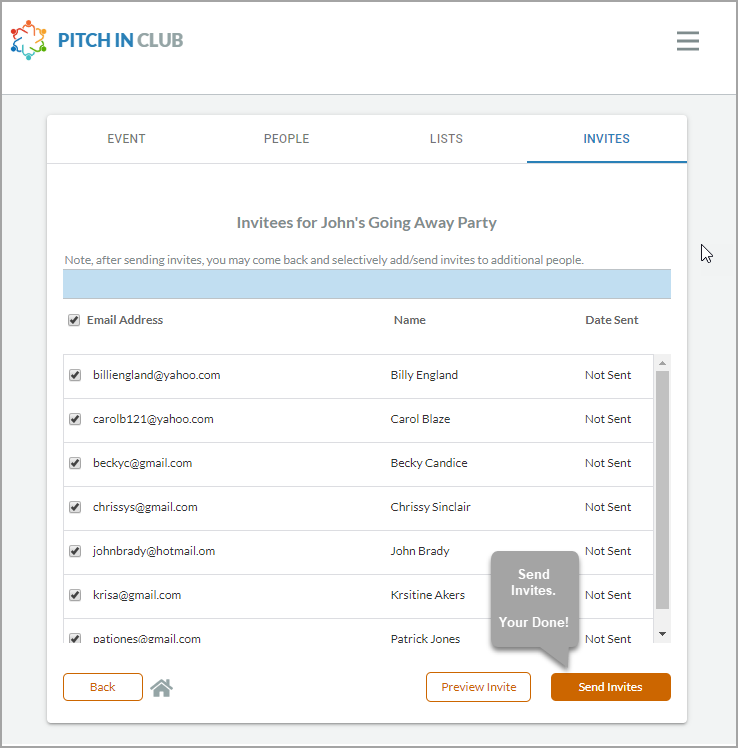 PITCH IN CLUB
EVENT PEOPLE LISTS INVITES
Invitees for John's Going Away Party
Note, after sending invites, you may come back and selectively add/send invites to additional people.
Email Address Name Date Sent
billiengland@yahoo.com Billy England Not Sent
carolb121@yahoo.com Carol Blaze Not Sent
beckyc@gmail.com Becky Candice Not Sent
chrissys@gmail.com Chrissy Sinclair Not Sent
johnbrady@hotmail.om John Brady Not Sent
krisa@gmail.com Krsitine Akers Not Sent
patjones@gmail.com Patrick Jones Not Sent
Send
Invites.
Your Done!
Back Preview Invite Send Invites